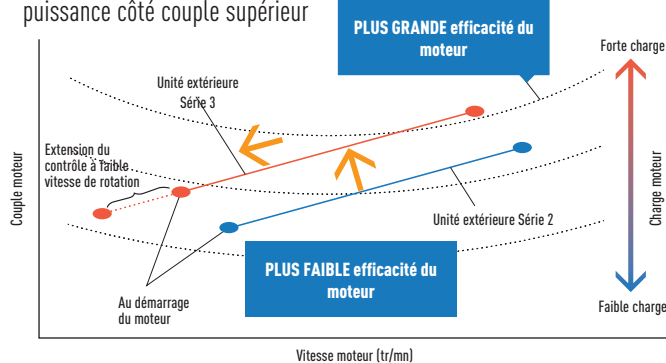 puissance côté couple supérieur
PLUS GRANDE efficacité du
moteur
Forte charge
Unité extérieure
Série 3
Extension du
contrôle à faible
vitesse de rotation
Couple moteur
Charge moteur
Unité extérieure Série 2
PLUS FAIBLE efficacité du
moteur
Au démarrage
du moteur
Faible charge
Vitesse moteur (tr/mn)